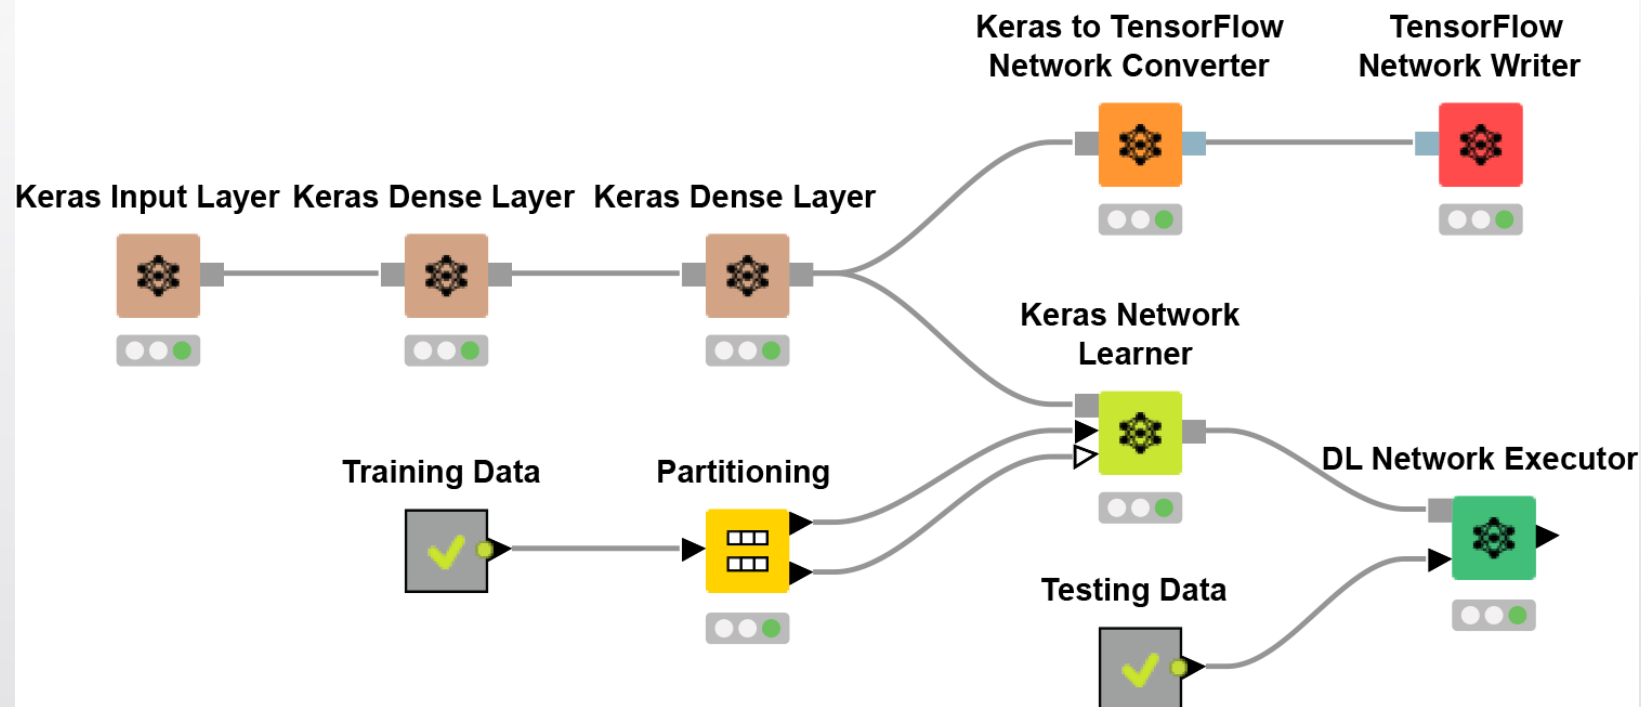 Keras to TensorFlow
Network Converter
TensorFlow
Network Writer
Keras Input Layer
Keras Dense Layer
Keras Dense Layer
Keras Network
Learner
Training Data
Partitioning
DL Network Executor
Testing Data